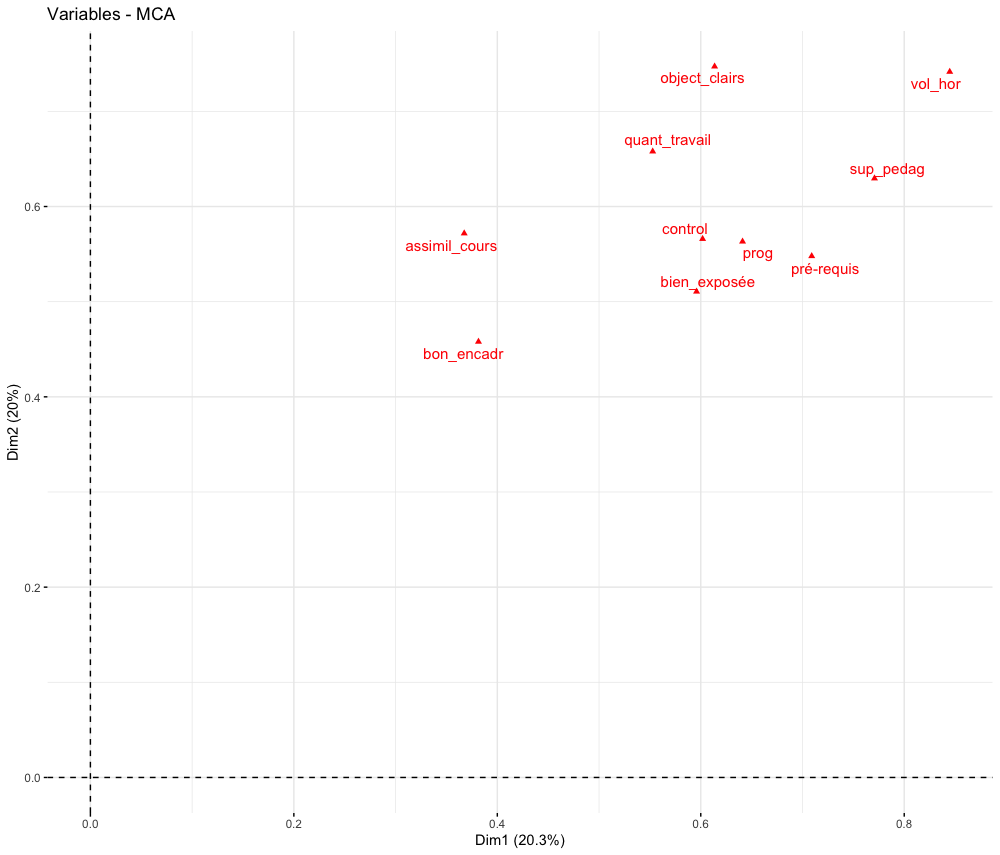 Variables - MCA
object_clairs
vol_hor
quant_travail
sup_pedag
control
assimil_cours
prog
pré-requis
bien_exposée
bon_encadr
0.6
0.4
0.2
0.0
Dim2 (20%)
0.0 0.2 0.4 0.6 0.8
Dim1 (20.3%)